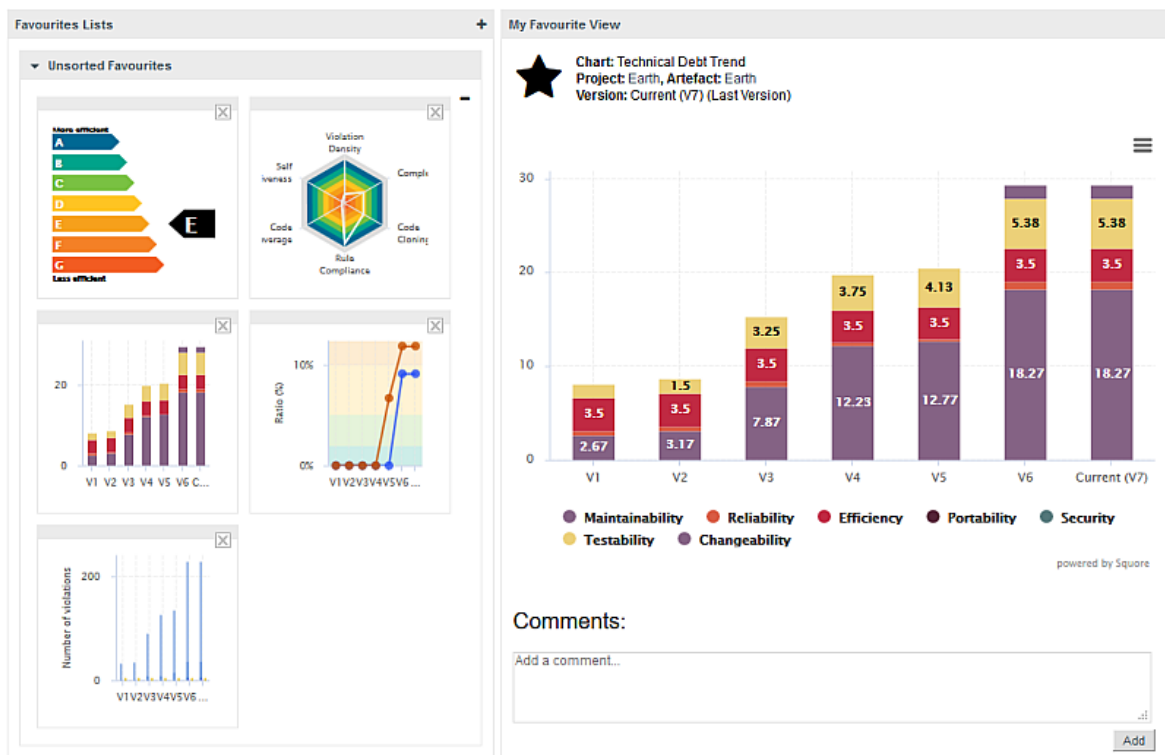 Favourites Lists
Unsorted Favourites
More efficient
A
B
C
D
E
F
G
Less efficient
E
Violation
Density
Self
iveness
Comple
Code
verage
Code
Cloning
Rule
Compliance
20
0
V1 V2 V3 V4 V5 V6 C...
Ratio (%)
10%
0%
V1V2V3V4V5V6 ...
Number of violations
200
0
V1V2V3V4V5V6 ...
My Favourite View
Chart: Technical Debt Trend
Project: Earth, Artefact: Earth
Version: Current (V7) (Last Version)
30
20
10
0
3.5
2.67
1.5
3.5
3.17
3.25
3.5
7.87
3.75
3.5
12.23
4.13
3.5
12.77
5.38
3.5
18.27
5.38
3.5
18.27
V1 V2 V3 V4 V5 V6 Current (V7)
Maintainability Reliability Efficiency Portability Security
Testability Changeability
powered by Squore
Comments:
Add a comment...
Add